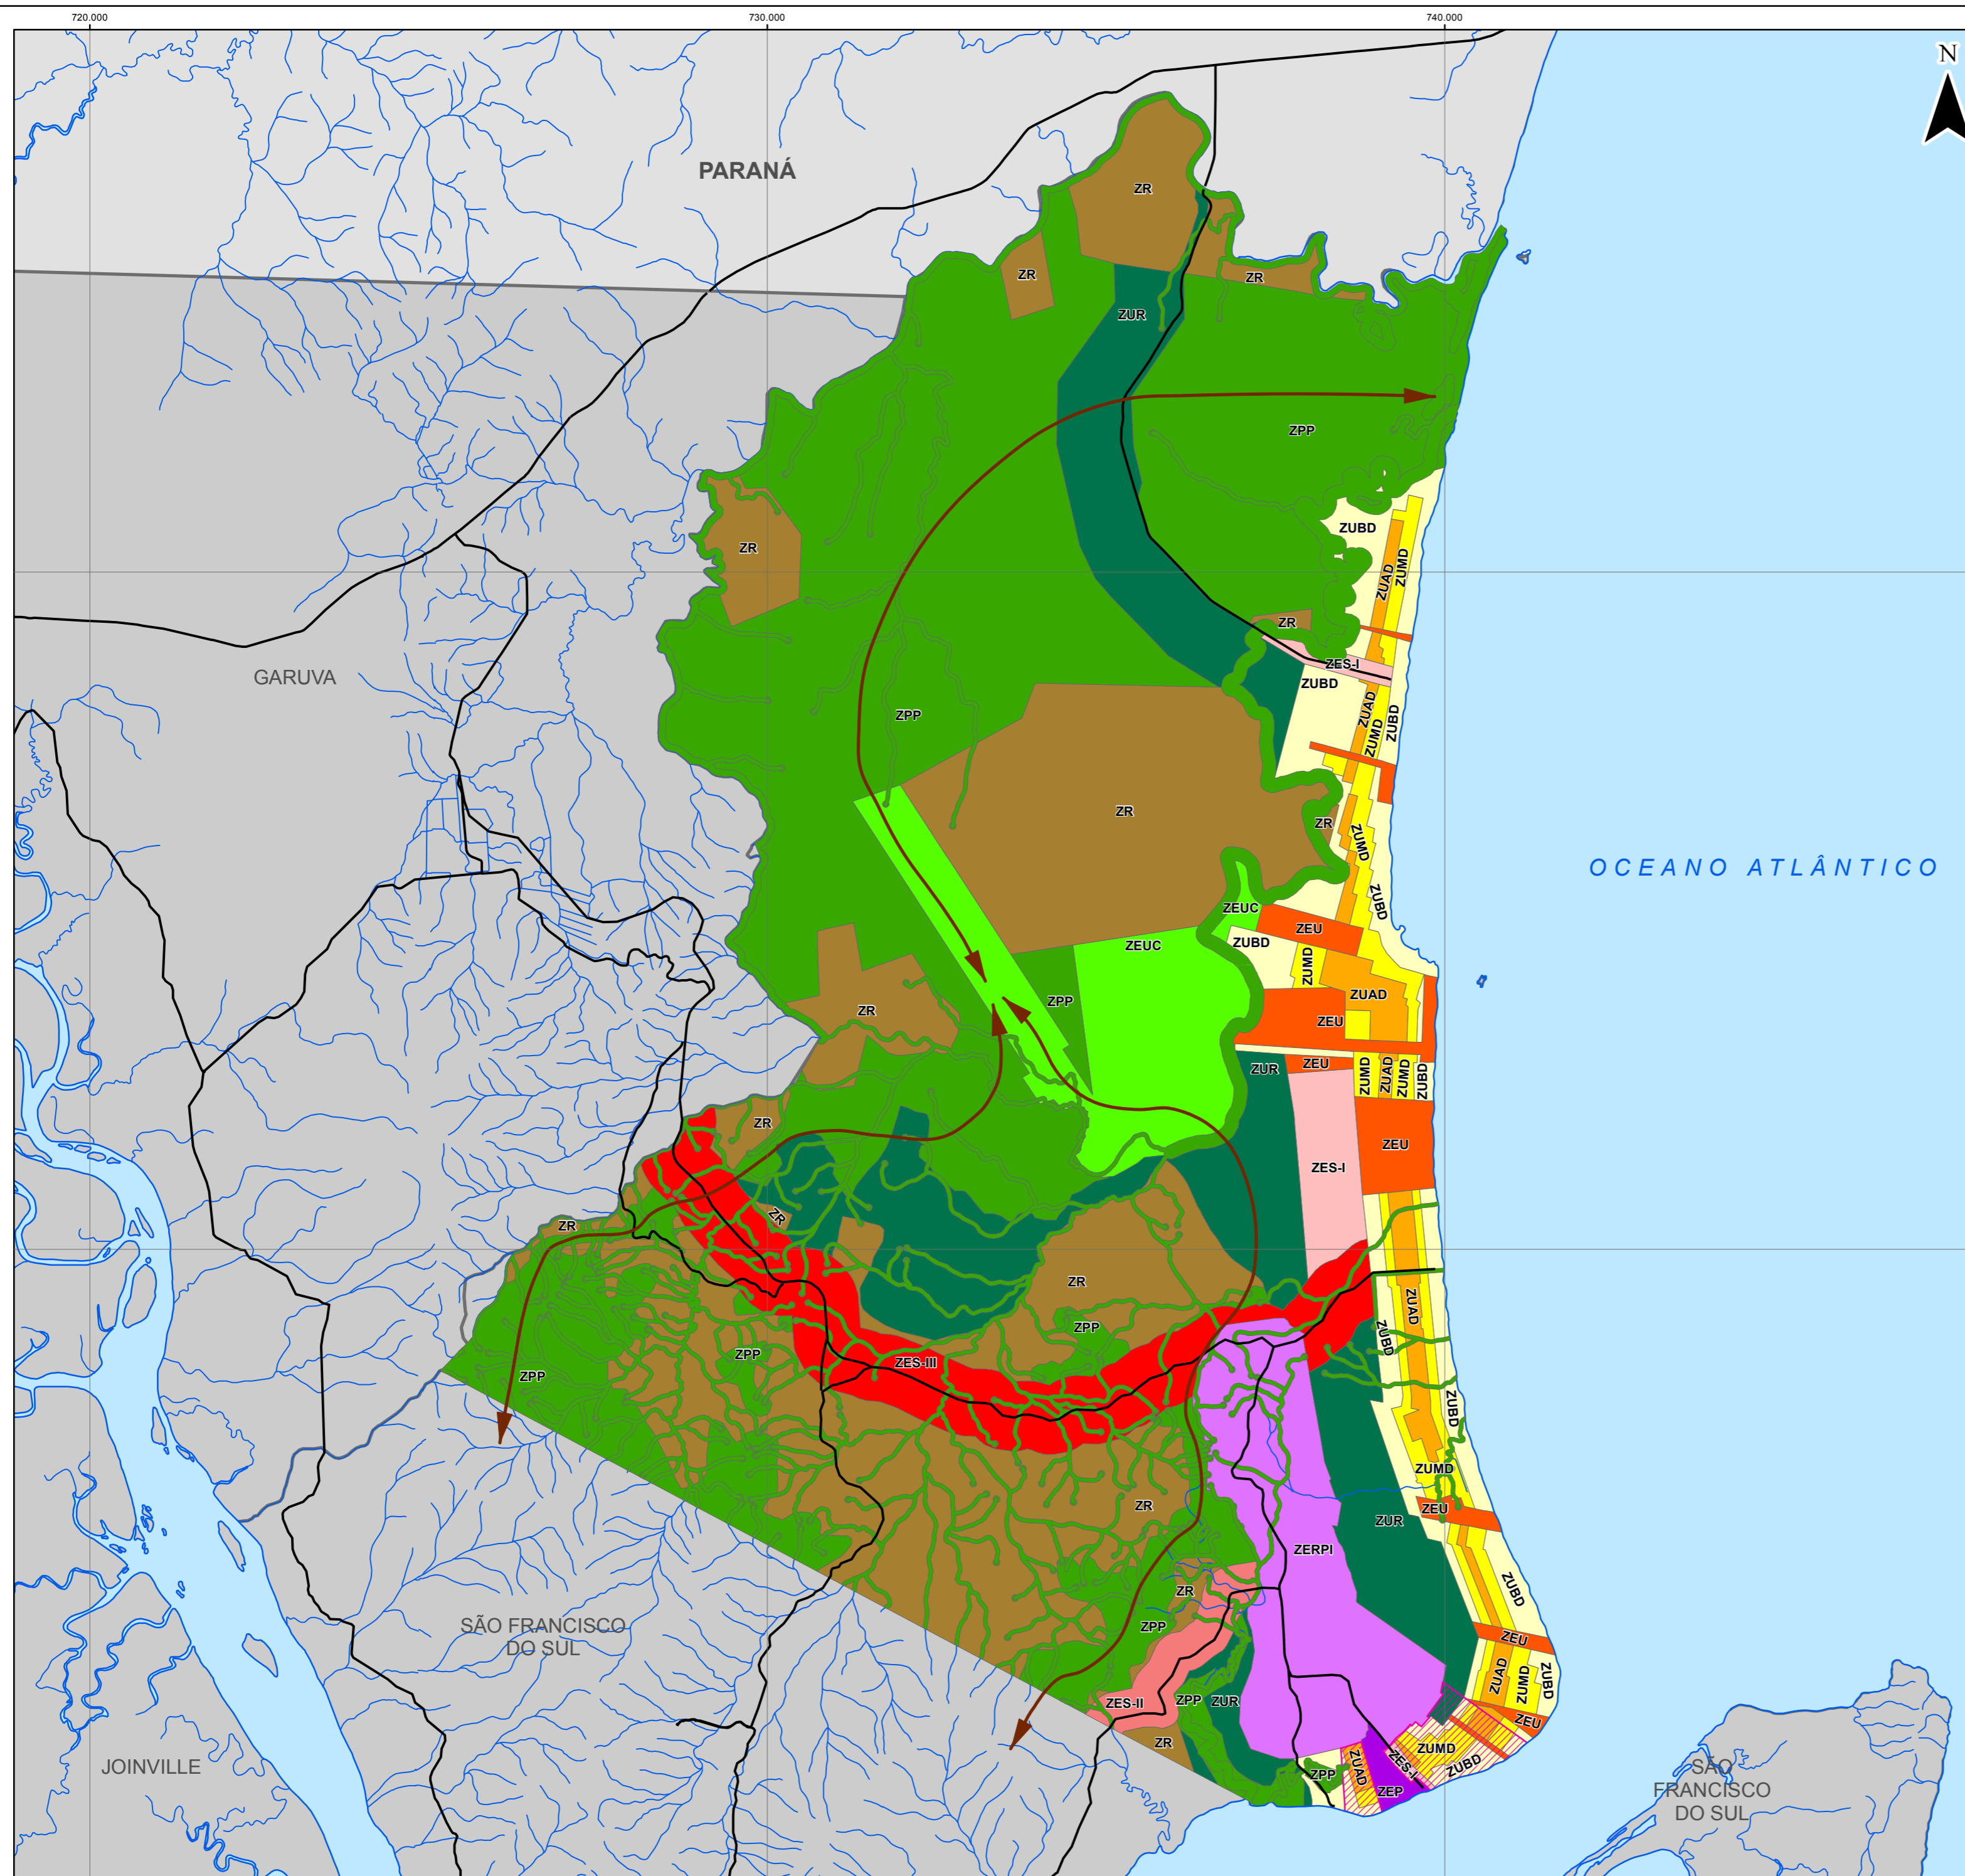 720.000
730.000
740.000
N
PARANÁ
ZR
ZR
ZR
ZUR
ZPP
ZUBD
ZUAD
ZUMD
ZR
ZR
ZES-I
GARUVA
ZUBD
ZUAD
ZUMD
ZUBD
ZPP
ZR
ZR
ZUMD
OCEANO ATLÂNTICO
ZUBD
ZEUC
ZEU
ZUBD
ZEUC
ZUMD
ZUAD
ZPP
ZR
ZEU
ZUR
ZEU
ZUMD
ZUAD
ZUMD
ZUBD
ZR
ZEU
ZES-I
ZR
ZR
ZR
ZUAD
ZPP
ZUBD
ZPP
ZES-III
ZPP
ZUBD
ZUMD
ZR
ZEU
ZUR
ZERPI
ZR
ZUBD
SÃO FRANCISCO
DO SUL
ZPP
ZEU
ZUAD
ZUMD
ZUBD
ZES-II
ZPP
ZUR
ZEU
ZR
ZUMD
JOINVILLE
ZUAD
ZES-I
ZUBD
ZPP
ZEP
SÃO
FRANCISCO
DO SUL